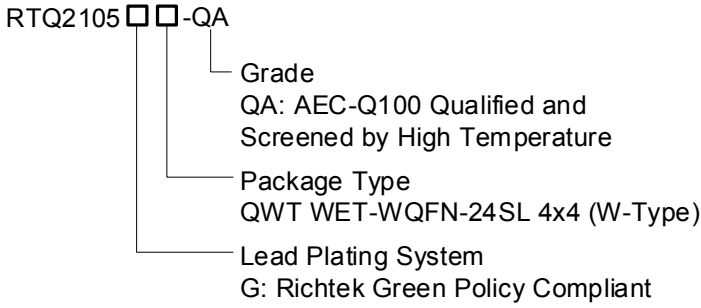 RTQ2105□□-QA
Grade
QA: AEC-Q100 Qualified and
Screened by High Temperature
Package Type
QWT WET-WQFN-24SL 4x4 (W-Type)
Lead Plating System
G: Richtek Green Policy Compliant